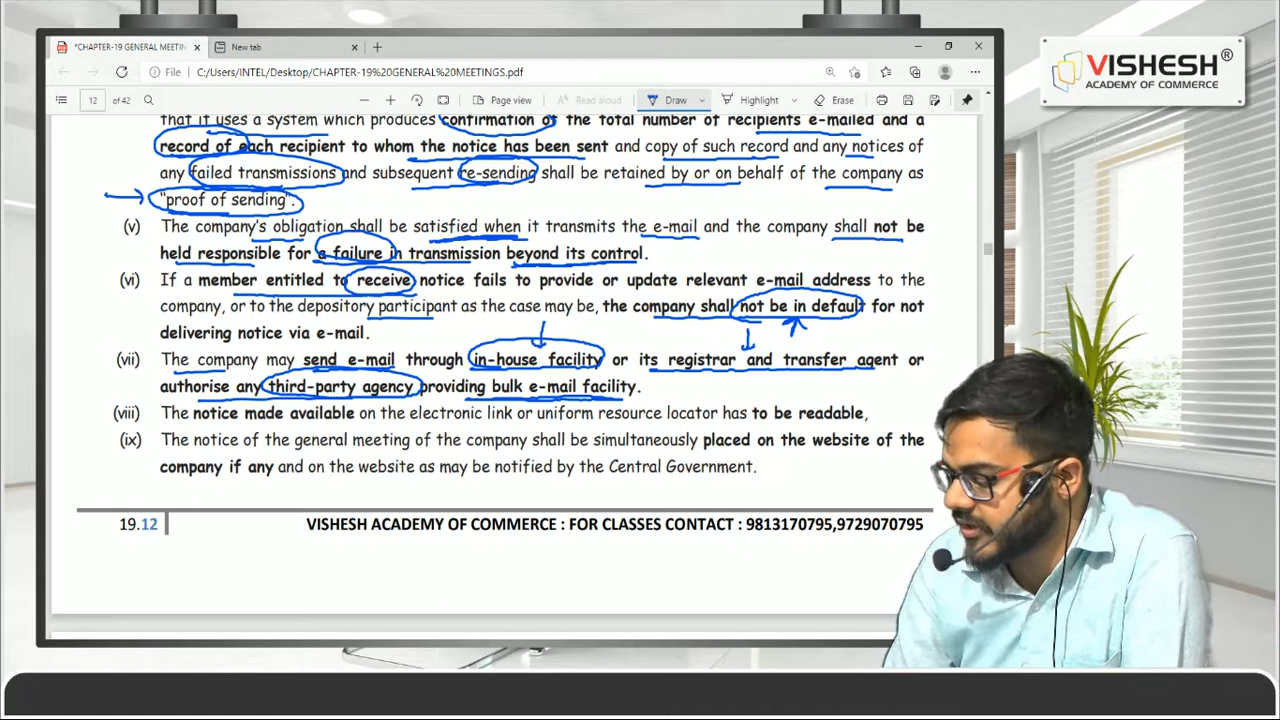 *CHAPTER-19 GENERAL MEETIN
New tab
File
C:/Users/INTEL/Desktop/CHAPTER-19%20GENERAL%20MEETINGS.pdf
12 of 42
Page view
Read aloud
Draw
Highlight
Erase
VISHESH®
ACADEMY OF COMMERCE
that it uses a system which produces confirmation of the total number of recipients e-mailed and a
record of each recipient to whom the notice has been sent and copy of such record and any notices of
any failed transmissions and subsequent re-sending shall be retained by or on behalf of the company as
"proof of sending".
(v) The company's obligation shall be satisfied when it transmits the e-mail and the company shall not be
held responsible for a failure in transmission beyond its control.
(vi) If a member entitled to receive notice fails to provide or update relevant e-mail address to the
company, or to the depository participant as the case may be, the company shall not be in default for not
delivering notice via e-mail.
(vii) The company may send e-mail through in-house facility or its registrar and transfer agent or
authorise any third-party agency providing bulk e-mail facility.
(viii) The notice made available on the electronic link or uniform resource locator has to be readable,
(ix) The notice of the general meeting of the company shall be simultaneously placed on the website of the
company if any and on the website as may be notified by the Central Government.
19.12
VISHESH ACADEMY OF COMMERCE : FOR CLASSES CONTACT : 9813170795,9729070795